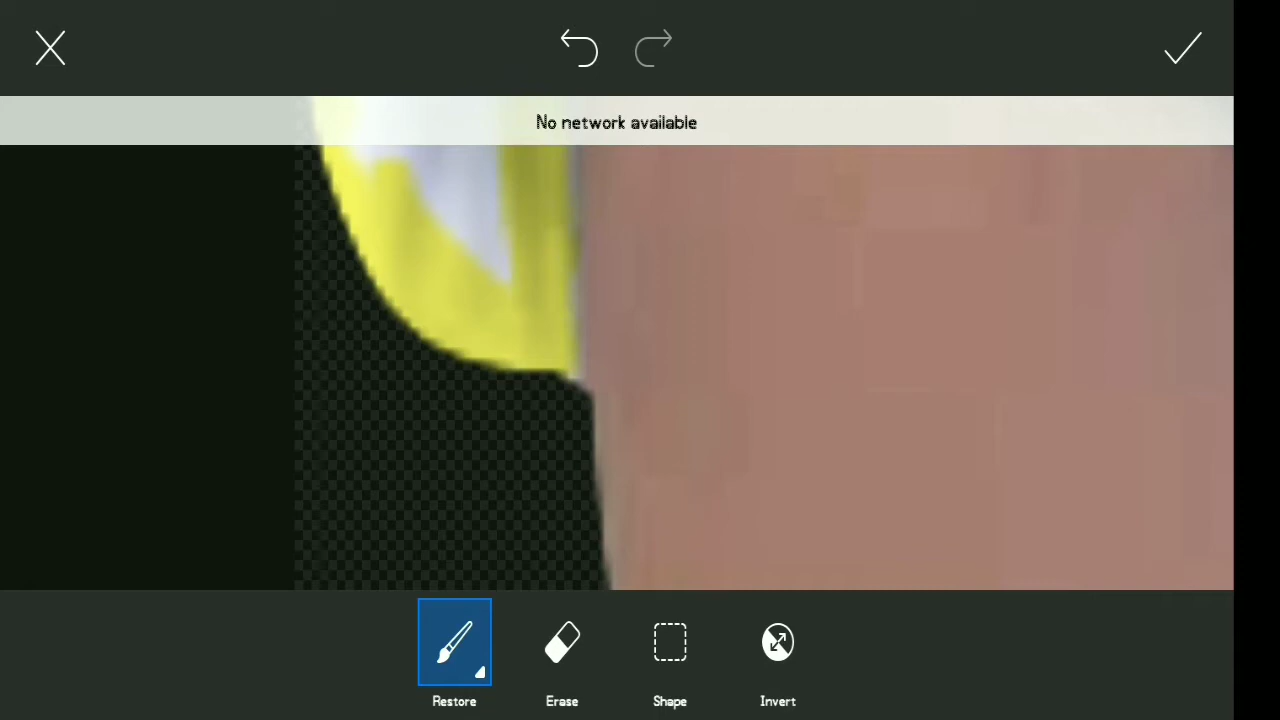 No network available
Restore
Erase
Shape
Invert